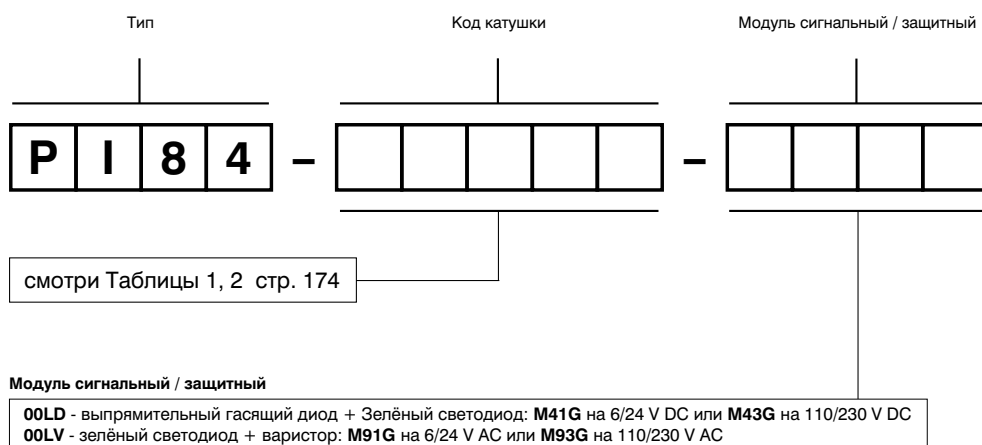 Тип
Код катушки
Модуль сигнальный / защитный
P I 8 4 – –
смотри Таблицы 1, 2 стр. 174
Модуль сигнальный / защитный
00LD - выпрямительный гасящий диод + Зелёный светодиод: M41G на 6/24 V DC или M43G на 110/230 V DC
00LV - зелёный светодиод + варистор: M91G на 6/24 V AC или M93G на 110/230 V AC